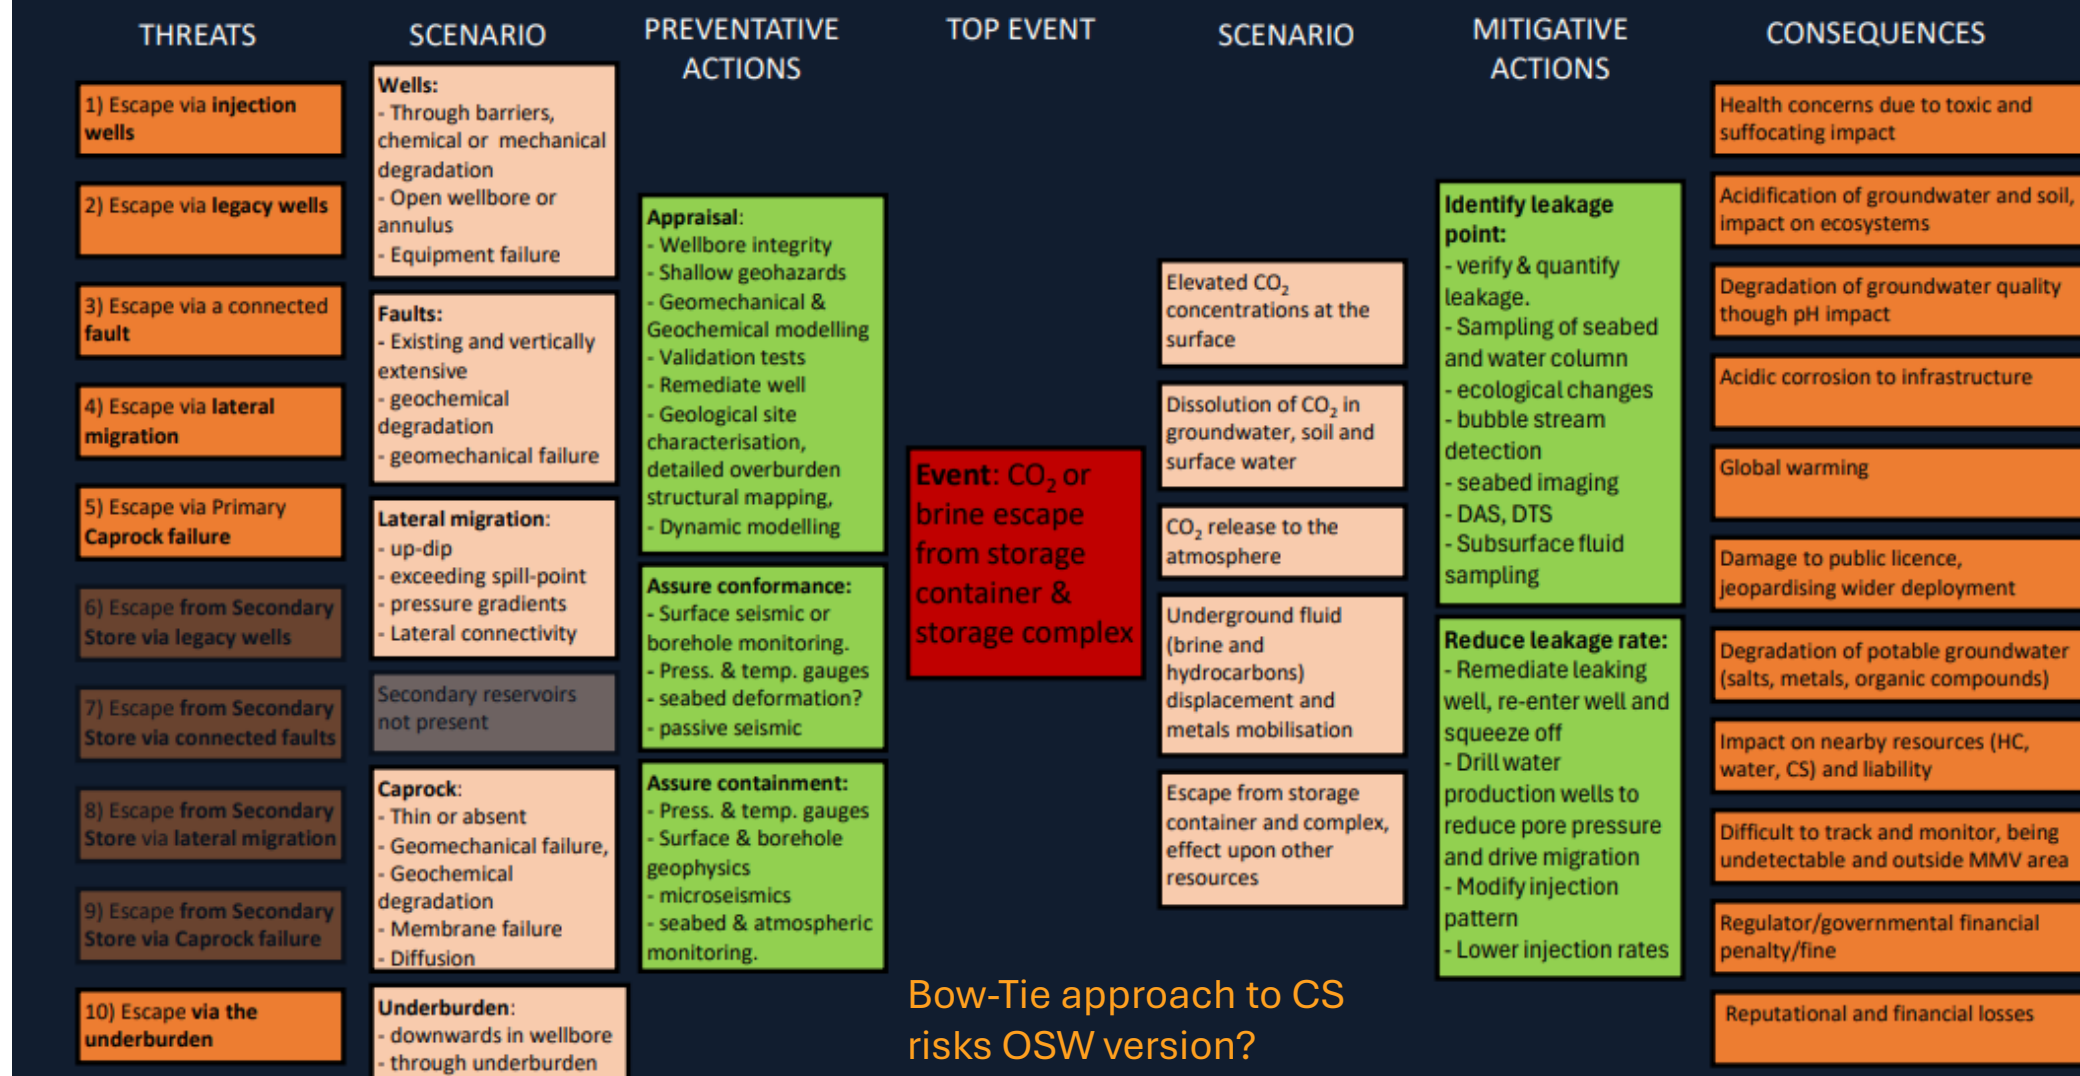 THREATS
1) Escape via injection
wells
2) Escape via legacy wells
3) Escape via a connected
fault
4) Escape via lateral
migration
5) Escape via Primary
Caprock failure
6) Escape from Secondary
Store via legacy wells
7) Escape from Secondary
Store via connected faults
8) Escape from Secondary
Store via lateral migration
9) Escape from Secondary
Store via Caprock failure
10) Escape via the
underburden
SCENARIO
Wells:
- Through barriers,
chemical or mechanical
degradation
- Open wellbore or
annulus
- Equipment failure
Faults:
- Existing and vertically
extensive
- geochemical
degradation
- geomechanical failure
Lateral migration:
- up-dip
- exceeding spill-point
- pressure gradients
- Lateral connectivity
Secondary reservoirs
not present
Caprock:
- Thin or absent
- Geomechanical failure,
- Geochemical
degradation
- Membrane failure
- Diffusion
Underburden:
- downwards in wellbore
- through underburden
PREVENTATIVE
ACTIONS
Appraisal:
- Wellbore integrity
- Shallow geohazards
- Geomechanical &
Geochemical modelling
- Validation tests
- Remediate well
- Geological site
characterisation,
detailed overburden
structural mapping,
- Dynamic modelling
Assure conformance:
- Surface seismic or
borehole monitoring.
- Press. & temp. gauges
- seabed deformation?
- passive seismic
Assure containment:
- Press. & temp. gauges
- Surface & borehole
geophysics
- microseismics
- seabed & atmospheric
monitoring.
TOP EVENT
Event: CO₂ or
brine escape
from storage
container &
storage complex
Bow-Tie approach to CS
risks OSW version?
SCENARIO
Elevated CO₂
concentrations at the
surface
Dissolution of CO₂ in
groundwater, soil and
surface water
CO₂ release to the
atmosphere
Underground fluid
(brine and
hydrocarbons)
displacement and
metals mobilisation
Escape from storage
container and complex,
effect upon other
resources
MITIGATIVE
ACTIONS
Identify leakage
point:
- verify & quantify
leakage.
- Sampling of seabed
and water column
- ecological changes
- bubble stream
detection
- seabed imaging
- DAS, DTS
- Subsurface fluid
sampling
Reduce leakage rate:
- Remediate leaking
well, re-enter well and
squeeze off
- Drill water
production wells to
reduce pore pressure
and drive migration
- Modify injection
pattern
- Lower injection rates
CONSEQUENCES
Health concerns due to toxic and
suffocating impact
Acidification of groundwater and soil,
impact on ecosystems
Degradation of groundwater quality
though pH impact
Acidic corrosion to infrastructure
Global warming
Damage to public licence,
jeopardising wider deployment
Degradation of potable groundwater
(salts, metals, organic compounds)
Impact on nearby resources (HC,
water, CS) and liability
Difficult to track and monitor, being
undetectable and outside MMV area
Regulator/governmental financial
penalty/fine
Reputational and financial losses